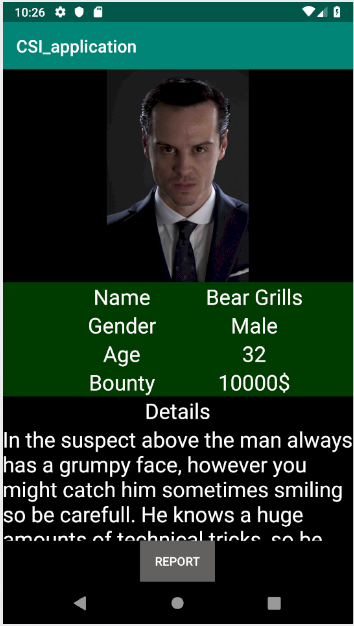 10:26
CSI_application
Name Bear Grills
Gender Male
Age 32
Bounty 10000$
Details
In the suspect above the man always
has a grumpy face, however you
might catch him sometimes smiling
so be carefull. He knows a huge
amounts of technical tricks, so be
REPORT